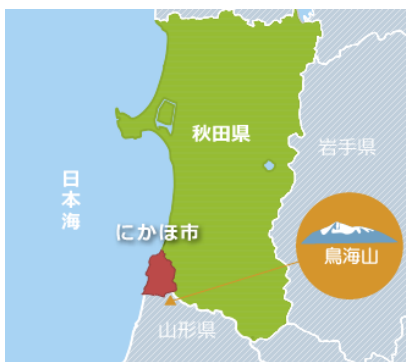 秋田県
岩手県
日本海
にかほ市
鳥海山
山形県